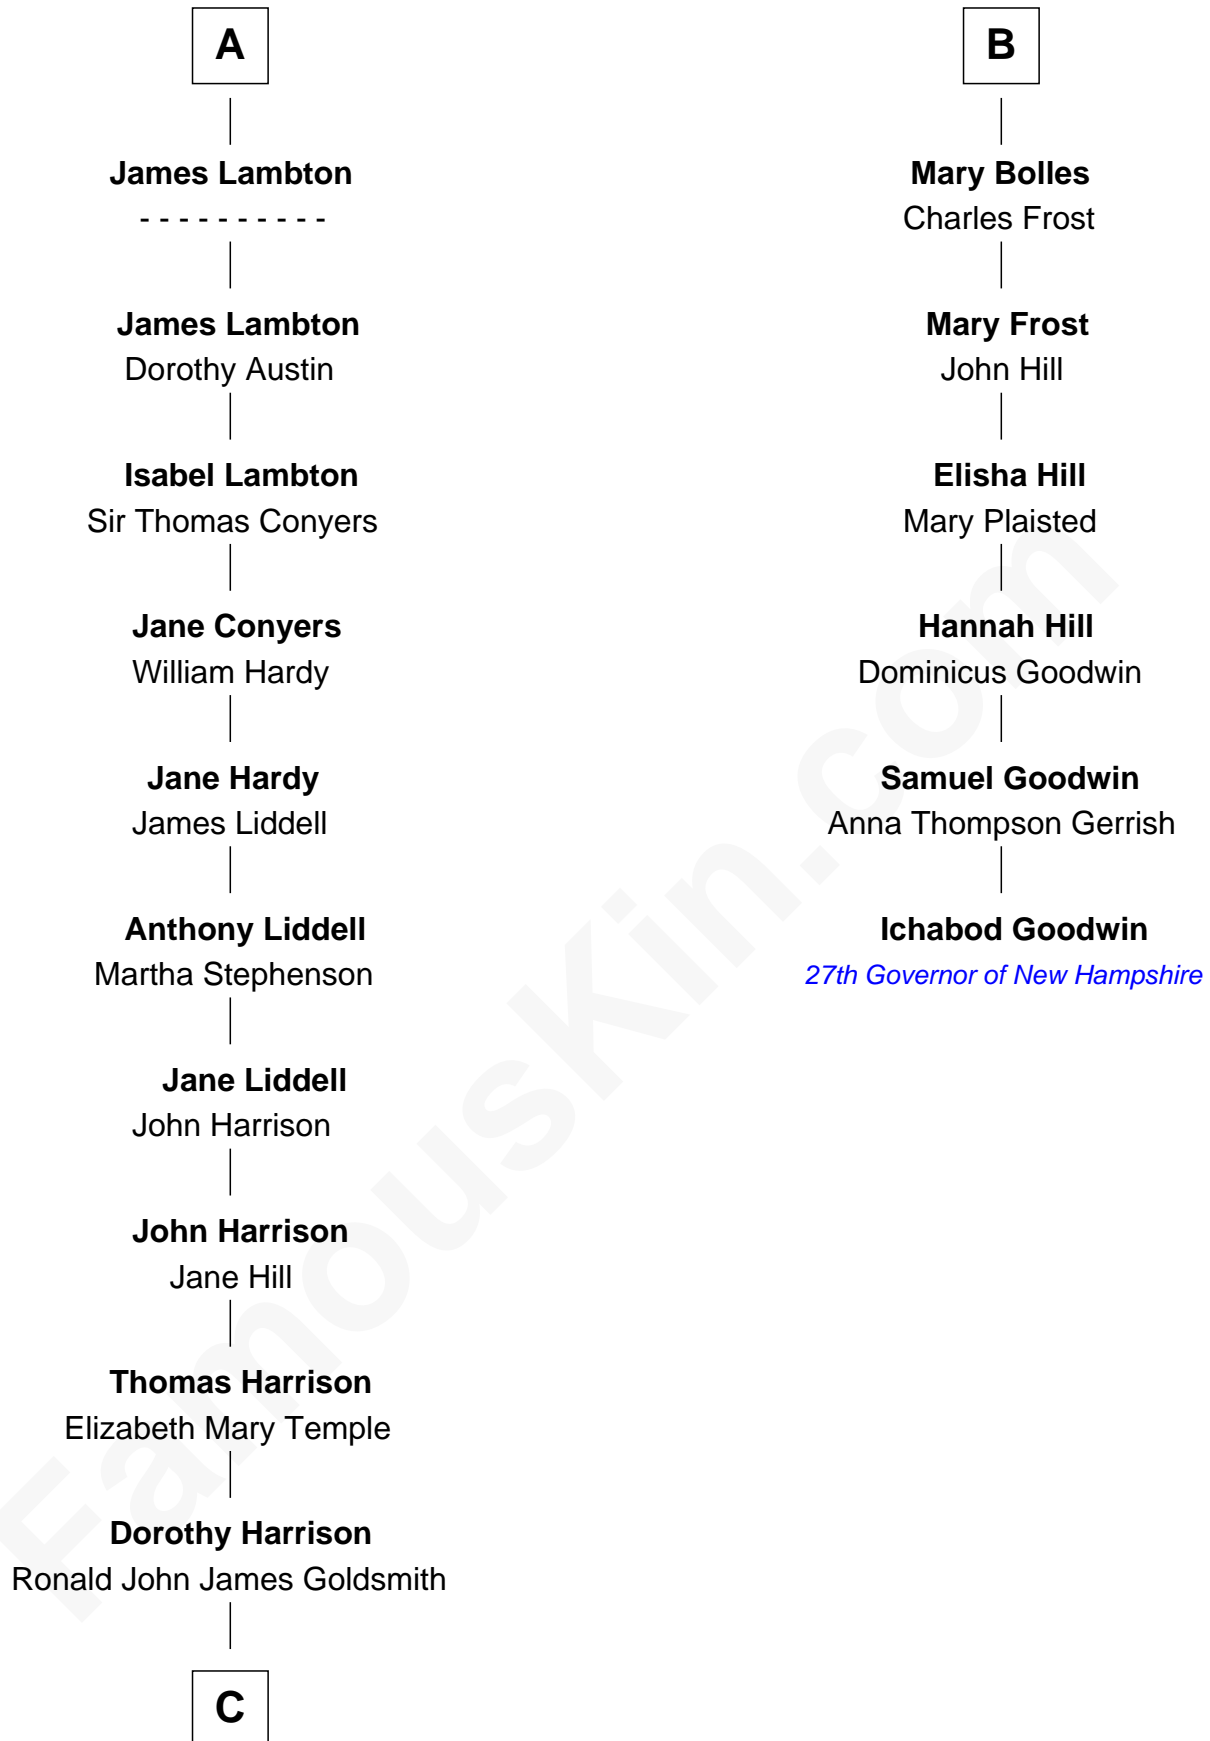 A
James Lambton
- - - - - - - - - -
James Lambton
Dorothy Austin
Isabel Lambton
Sir Thomas Conyers
Jane Conyers
William Hardy
Jane Hardy
James Liddell
Anthony Liddell
Martha Stephenson
Jane Liddell
John Harrison
John Harrison
Jane Hill
Thomas Harrison
Elizabeth Mary Temple
Dorothy Harrison
Ronald John James Goldsmith
C
B
Mary Bolles
Charles Frost
Mary Frost
John Hill
Elisha Hill
Mary Plaisted
Hannah Hill
Dominicus Goodwin
Samuel Goodwin
Anna Thompson Gerrish
Ichabod Goodwin
27th Governor of New Hampshire
FamousKin.com